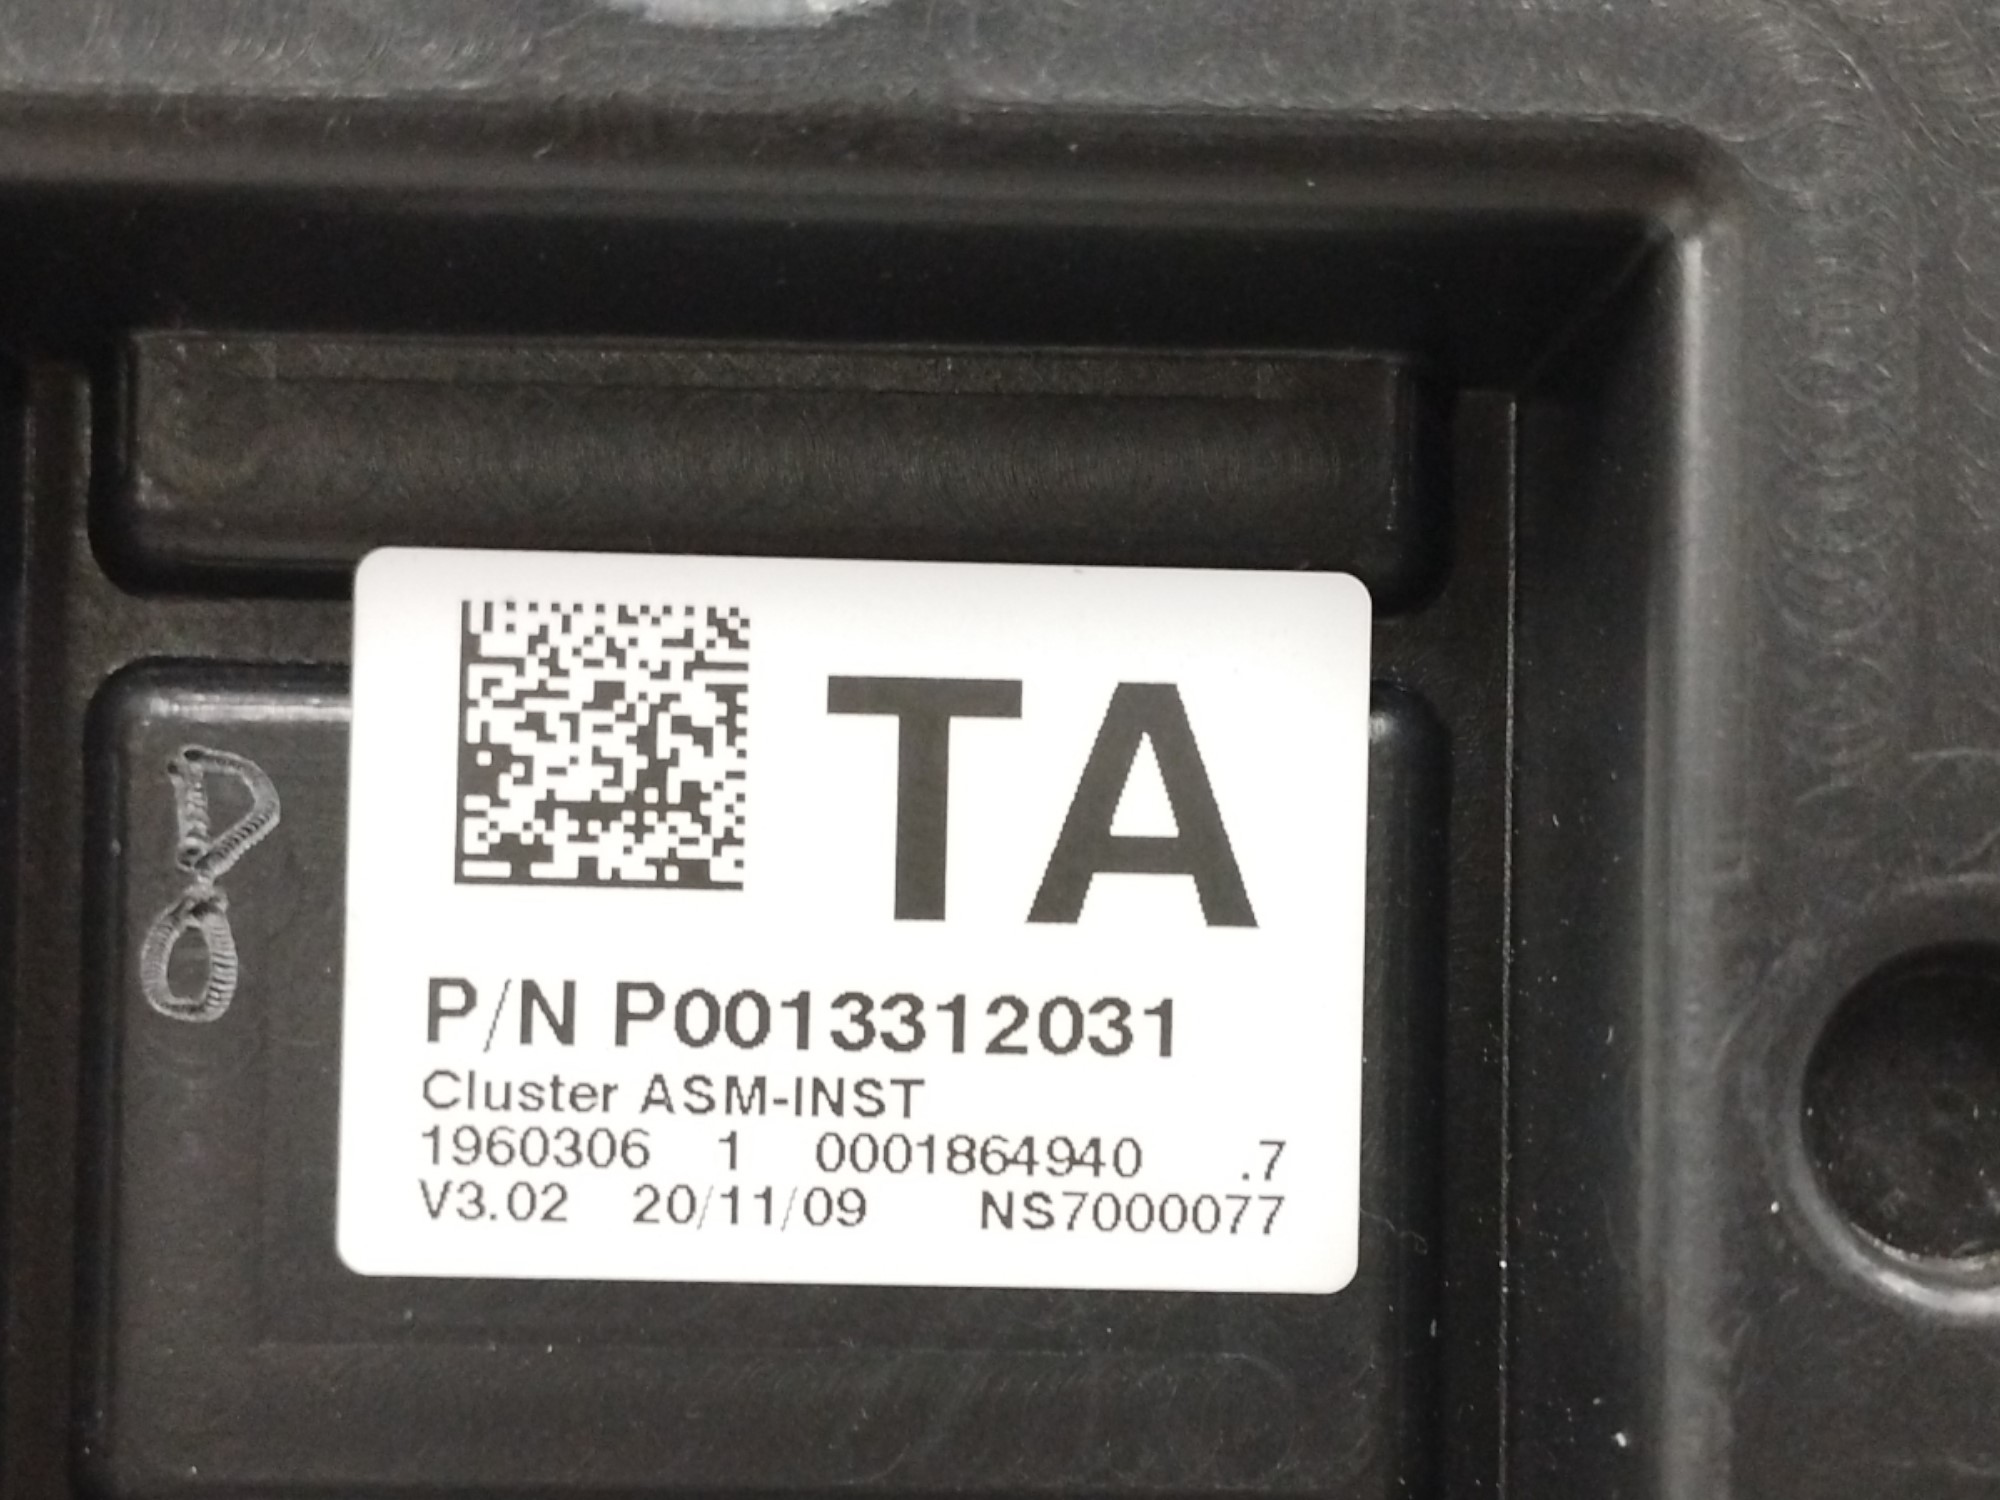 TA
P/N P0013312031
Cluster ASM-INST
1960306 1 0001864940 .7
V3.02 20/11/09 NS7000077